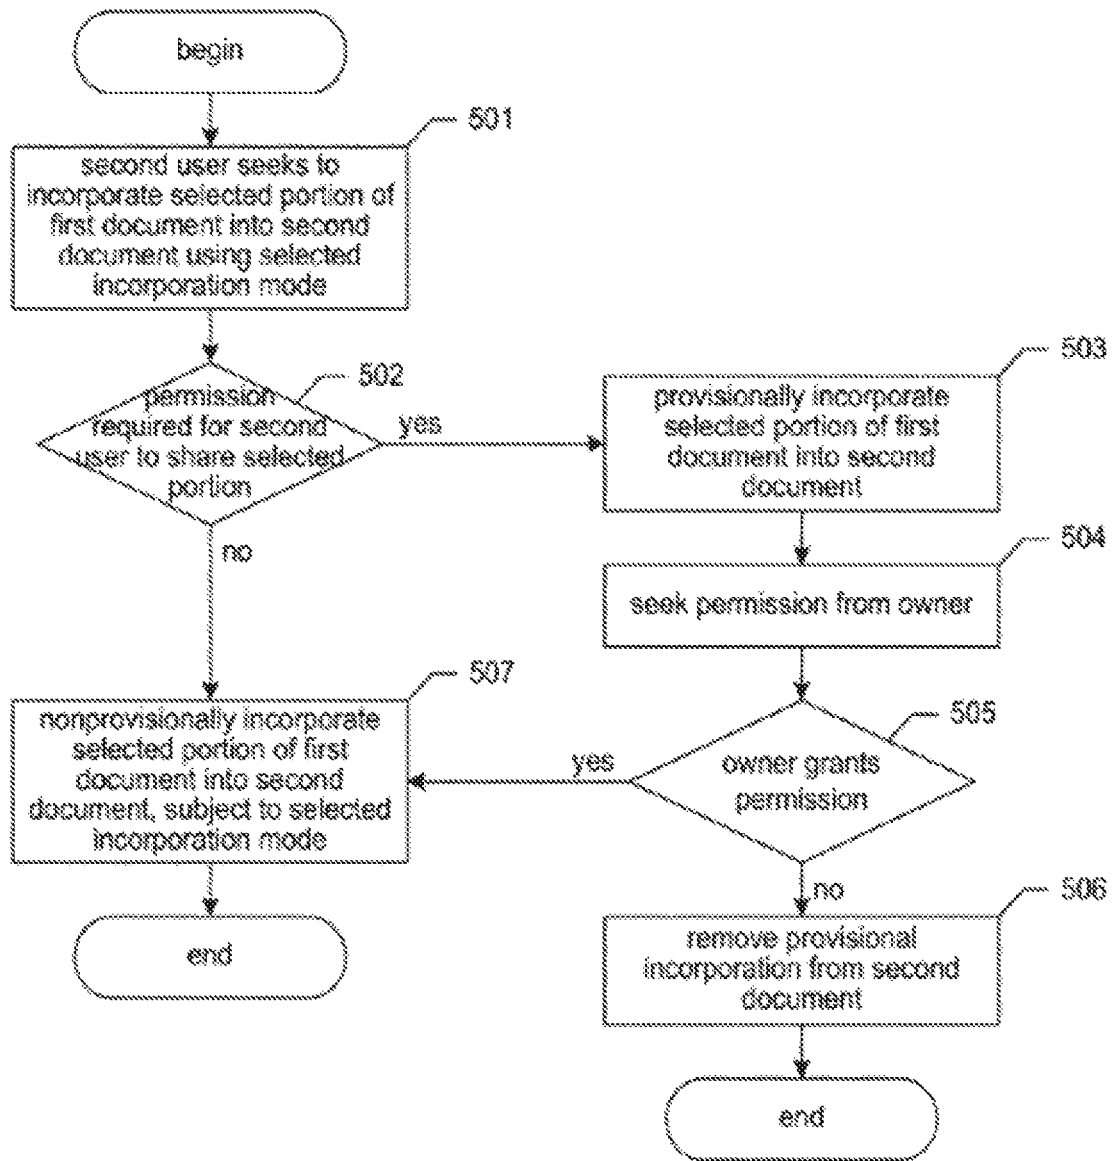 begin
501
second user seeks to
incorporate selected portion of
first document into second
document using selected
incorporation mode
502
permission
required for second
user to share selected
portion
yes
no
503
provisionally incorporate
selected portion of first
document into second
document
504
seek permission from owner
505
owner grants
permission
yes
no
507
nonprovisionally incorporate
selected portion of first
document into second
document, subject to selected
incorporation mode
end
506
remove provisional
incorporation from second
document
end